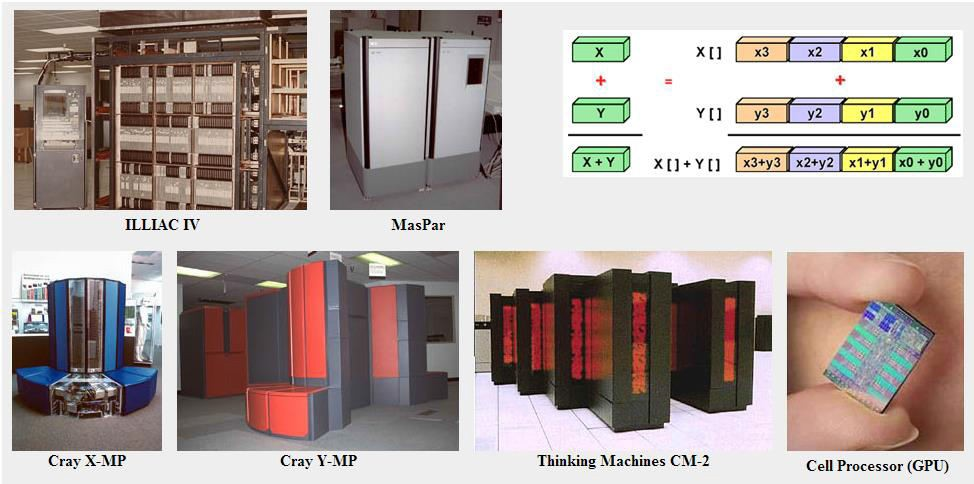 X X [ ] x3 x2 x1 x0
+ = +
Y Y [ ] y3 y2 y1 y0
X + Y X [ ] + Y [ ] x3+y3 x2+y2 x1+y1 x0 + y0
ILLIAC IV MasPar
Cray X-MP Cray Y-MP Thinking Machines CM-2 Cell Processor (GPU)